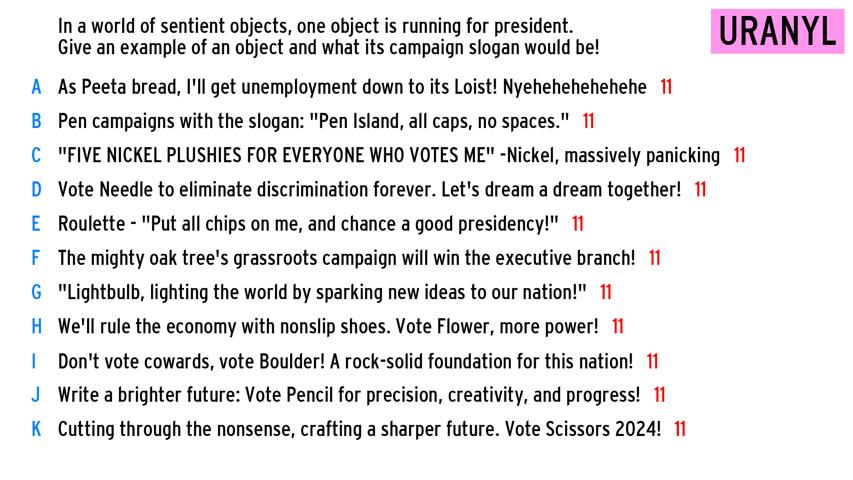 In a world of sentient objects, one object is running for president.
Give an example of an object and what its campaign slogan would be!
URANYL
A As Peeta bread, I'll get unemployment down to its Loist! Nyehehehehehehe 11
B Pen campaigns with the slogan: "Pen Island, all caps, no spaces." 11
C "FIVE NICKEL PLUSHIES FOR EVERYONE WHO VOTES ME" -Nickel, massively panicking 11
D Vote Needle to eliminate discrimination forever. Let's dream a dream together! 11
E Roulette - "Put all chips on me, and chance a good presidency!" 11
F The mighty oak tree's grassroots campaign will win the executive branch! 11
G "Lightbulb, lighting the world by sparking new ideas to our nation!" 11
H We'll rule the economy with nonslip shoes. Vote Flower, more power! 11
I Don't vote cowards, vote Boulder! A rock-solid foundation for this nation! 11
J Write a brighter future: Vote Pencil for precision, creativity, and progress! 11
K Cutting through the nonsense, crafting a sharper future. Vote Scissors 2024! 11